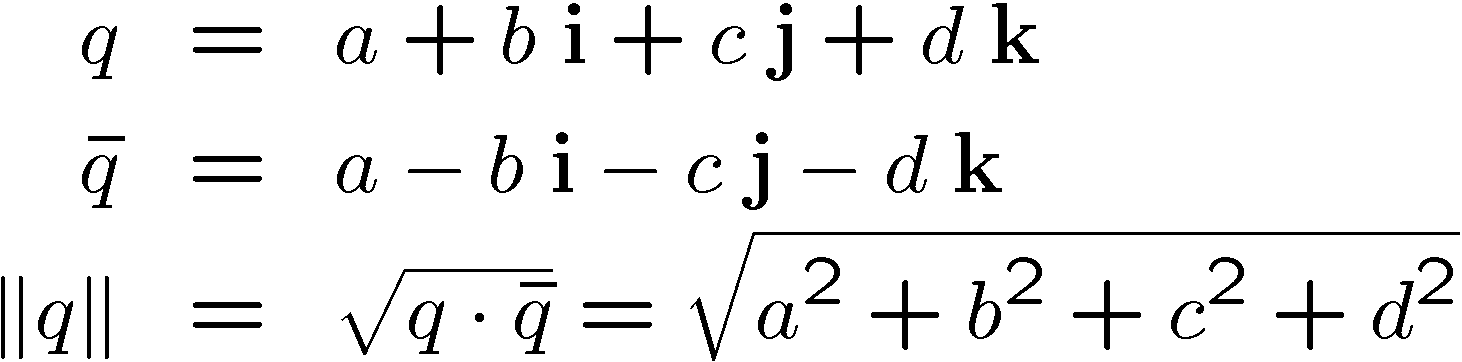 q = a + b i + c j + d k
q̅ = a − b i − c j − d k
‖q‖ = √(q · q̅) = √(a² + b² + c² + d²)